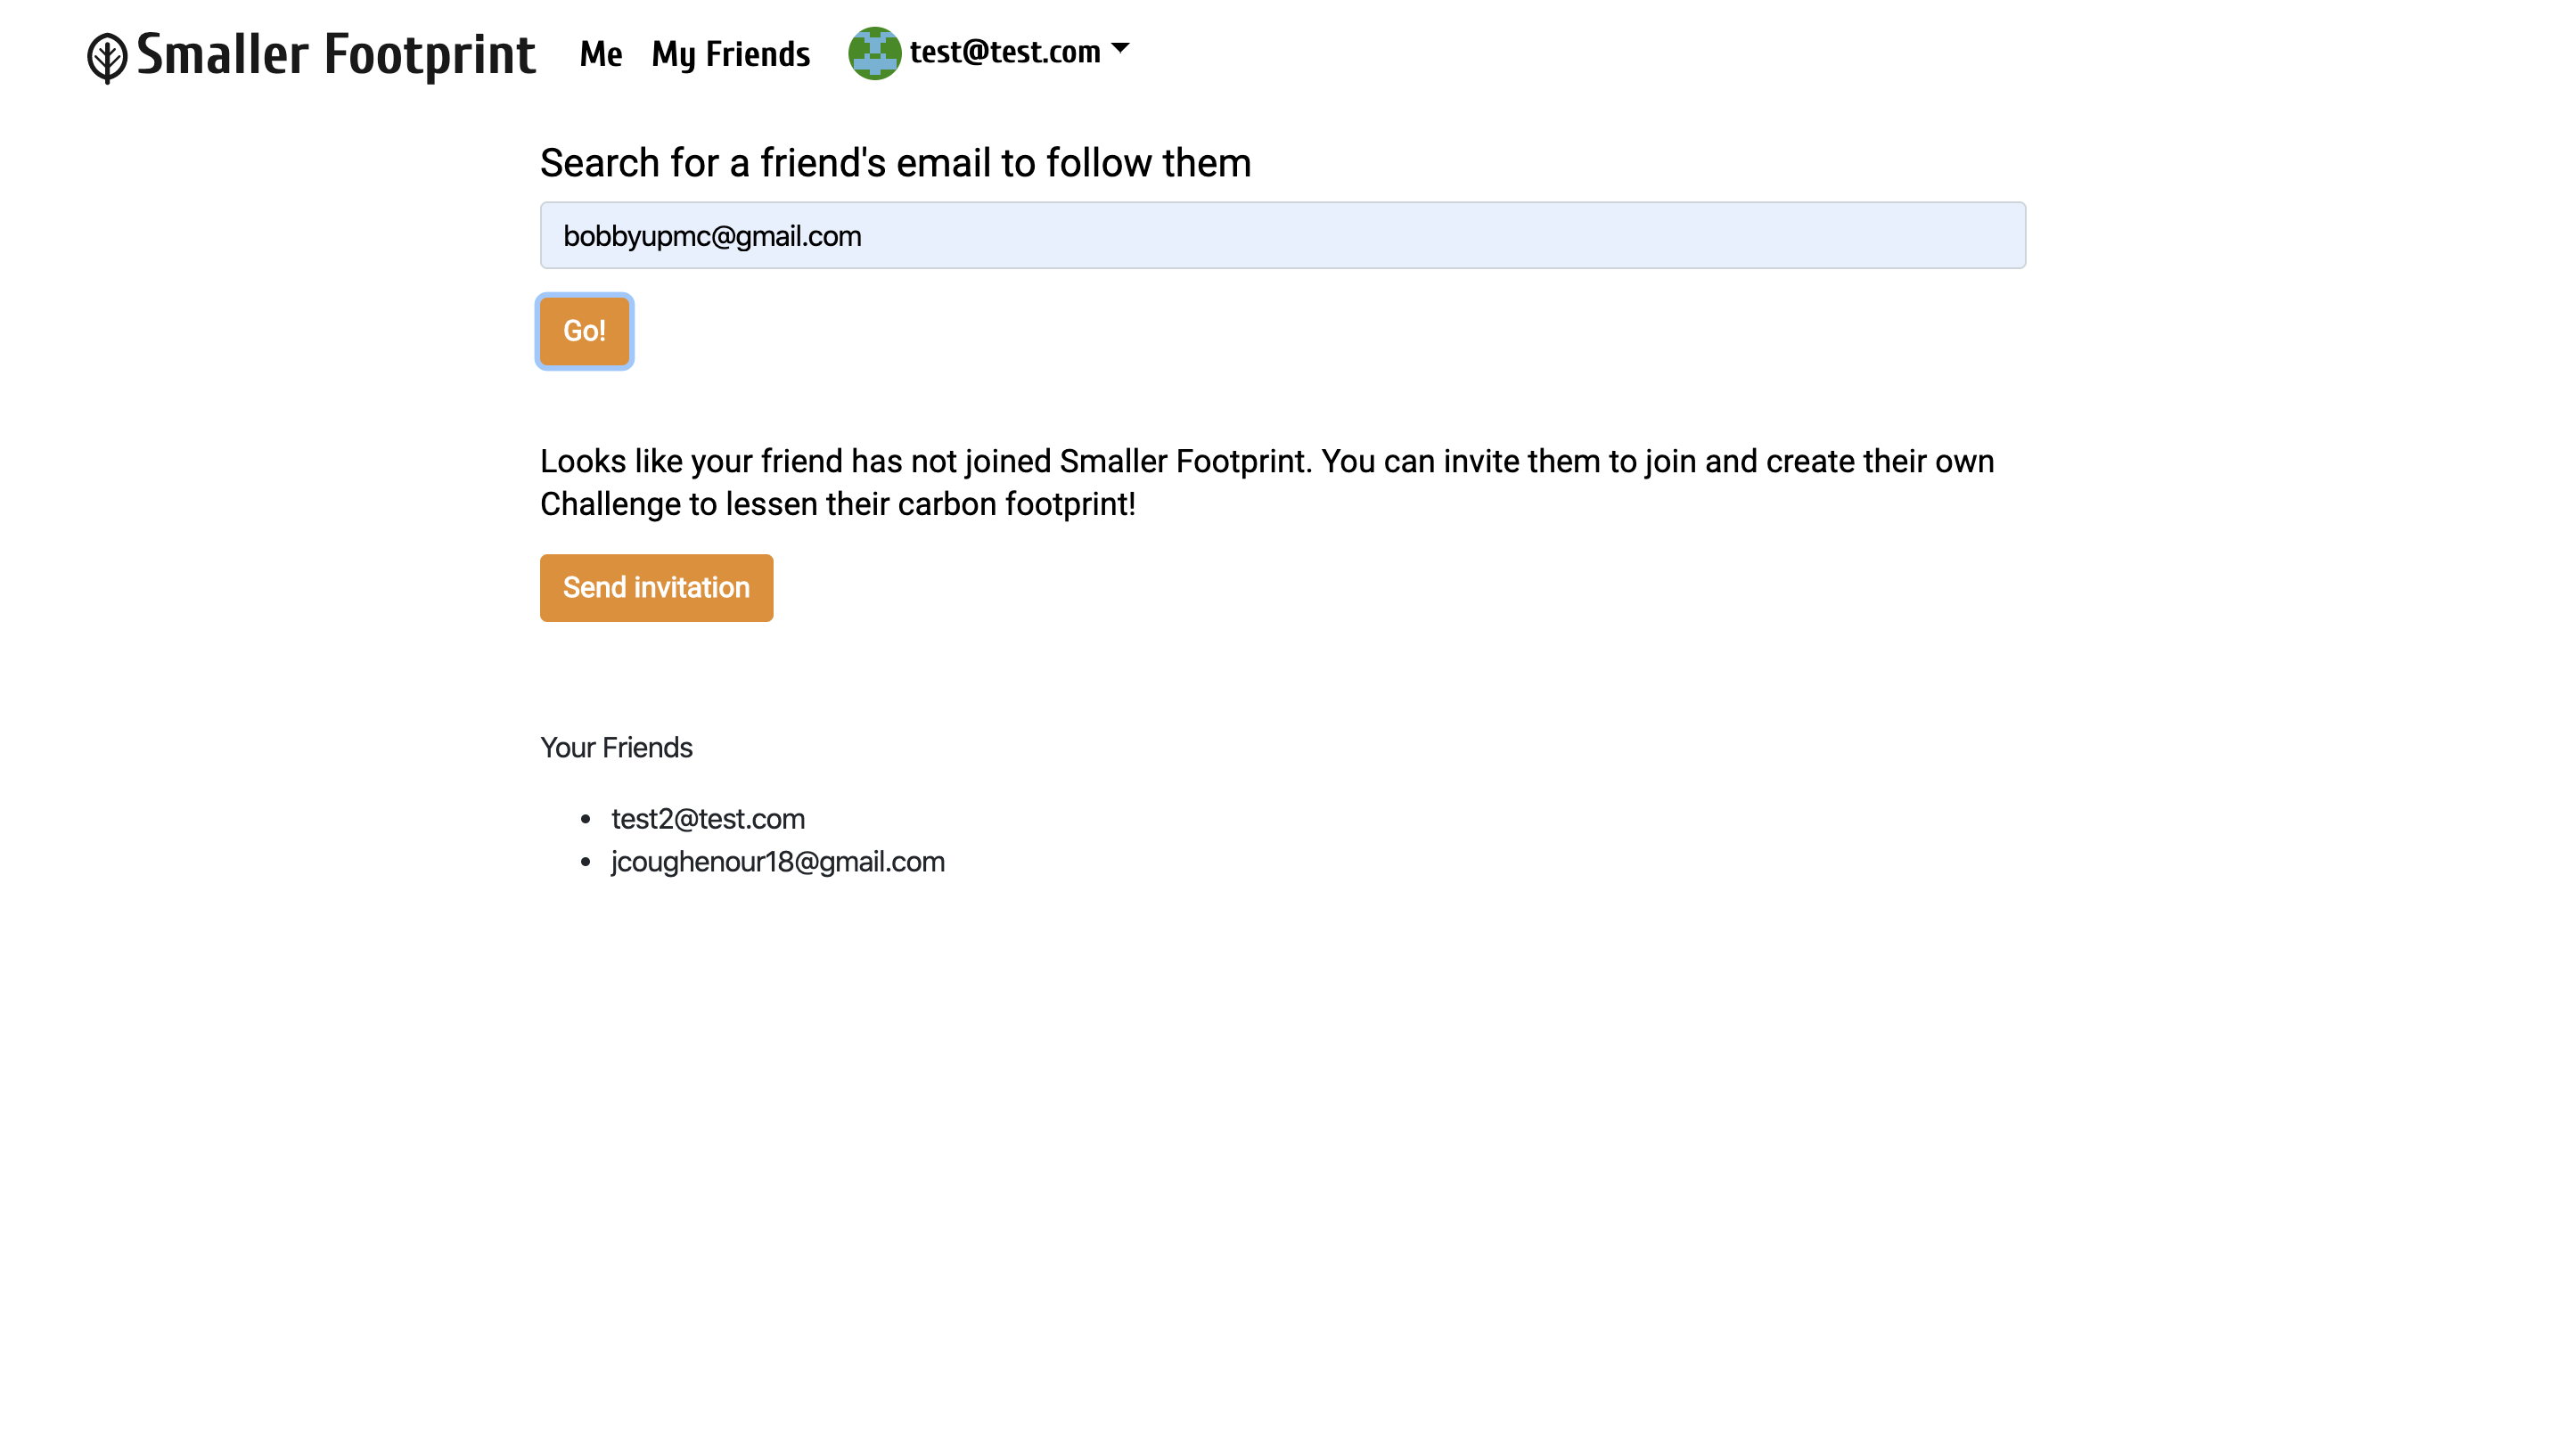 Smaller Footprint Me My Friends test@test.com
Search for a friend's email to follow them
bobbyupmc@gmail.com
Go!
Looks like your friend has not joined Smaller Footprint. You can invite them to join and create their own
Challenge to lessen their carbon footprint!
Send invitation
Your Friends
test2@test.com
jcoughenour18@gmail.com